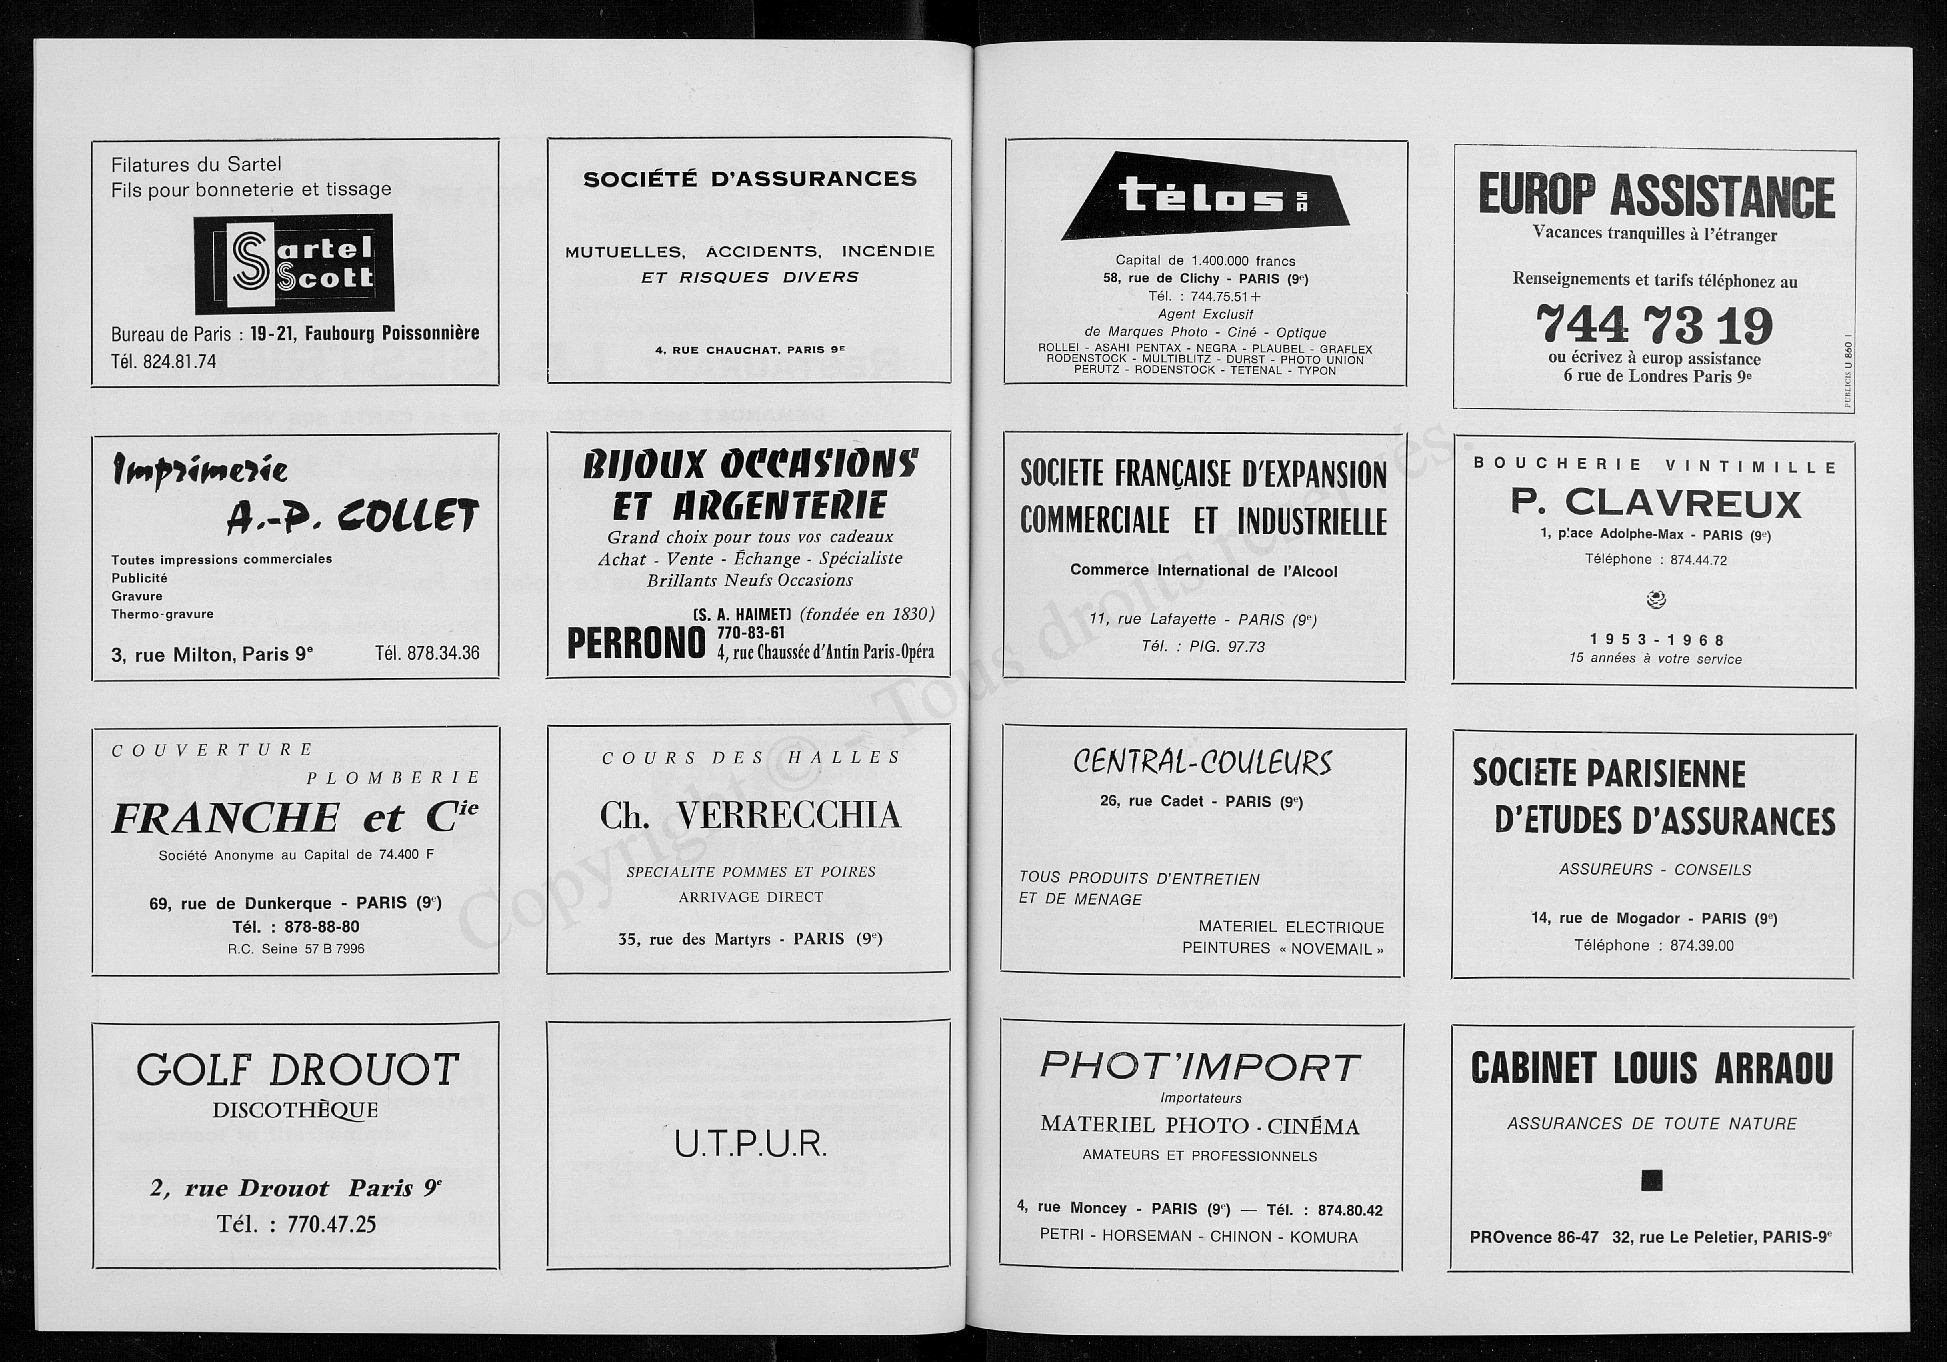 Filatures du Sartel
Fils pour bonneterie et tissage
Sartel
Scott
Bureau de Paris : 19-21, Faubourg Poissonnière
Tél. 824.81.74
SOCIÉTÉ D'ASSURANCES
MUTUELLES, ACCIDENTS, INCENDIE
ET RISQUES DIVERS
4, RUE CHAUCHAT, PARIS 9e
Imprimerie
A.-P. COLLET
Toutes impressions commerciales
Publicité
Gravure
Thermo-gravure
3, rue Milton, Paris 9e Tél. 878.34.36
BIJOUX OCCASIONS
ET ARGENTERIE
Grand choix pour tous vos cadeaux
Achat - Vente - Échange - Spécialiste
Brillants Neufs Occasions
(S. A. HAIMET) (fondée en 1830)
PERRONO 770-83-61
4, rue Chaussée d'Antin Paris-Opéra
COUVERTURE
PLOMBERIE
FRANCHE et Cie
Société Anonyme au Capital de 74.400 F
69, rue de Dunkerque - PARIS (9e)
Tél. : 878-88-80
R.C. Seine 57 B 7996
COURS DES HALLES
Ch. VERRECCHIA
SPECIALITE POMMES ET POIRES
ARRIVAGE DIRECT
35, rue des Martyrs - PARIS (9e)
GOLF DROUOT
DISCOTHÈQUE
2, rue Drouot Paris 9e
Tél. : 770.47.25
U.T.P.U.R.
télos SA
Capital de 1.400.000 francs
58, rue de Clichy - PARIS (9e)
Tél. : 744.75.51+
Agent Exclusif
de Marques Photo - Ciné - Optique
ROLLEI - ASAHI PENTAX - NEGRA - PLAUBEL - GRAFLEX
RODENSTOCK - MULTIBLITZ - DURST - PHOTO UNION
PERUTZ - RODENSTOCK - TETENAL - TYPON
EUROP ASSISTANCE
Vacances tranquilles à l'étranger
Renseignements et tarifs téléphonez au
744 73 19
ou écrivez à europ assistance
6 rue de Londres Paris 9e
PUBLICIS U 860 1
SOCIETE FRANÇAISE D'EXPANSION
COMMERCIALE ET INDUSTRIELLE
Commerce International de l'Alcool
11, rue Lafayette - PARIS (9e)
Tél. : PIG. 97.73
BOUCHERIE VINTIMILLE
P. CLAVREUX
1, place Adolphe-Max - PARIS (9e)
Téléphone : 874.44.72
1953-1968
15 années à votre service
CENTRAL-COULEURS
26, rue Cadet - PARIS (9e)
TOUS PRODUITS D'ENTRETIEN
ET DE MENAGE
MATERIEL ELECTRIQUE
PEINTURES « NOVEMAIL »
SOCIETE PARISIENNE
D'ETUDES D'ASSURANCES
ASSUREURS - CONSEILS
14, rue de Mogador - PARIS (9e)
Téléphone : 874.39.00
PHOT'IMPORT
Importateurs
MATERIEL PHOTO - CINÉMA
AMATEURS ET PROFESSIONNELS
4, rue Moncey - PARIS (9e) — Tél. : 874.80.42
PETRI - HORSEMAN - CHINON - KOMURA
CABINET LOUIS ARRAOU
ASSURANCES DE TOUTE NATURE
PROvence 86-47 32, rue Le Peletier, PARIS-9e
Copyright © - Tous droits réservés.